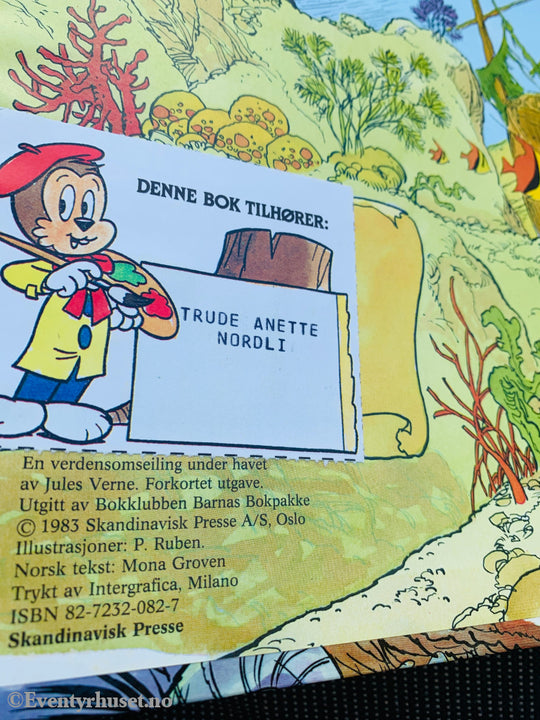 DENNE BOK TILHØRER:
TRUDE ANETTE
NORDLI
En verdensomseiling under havet
av Jules Verne. Forkortet utgave.
Utgitt av Bokklubben Barnas Bokpakke
© 1983 Skandinavisk Presse A/S, Oslo
Illustrasjoner: P. Ruben.
Norsk tekst: Mona Groven
Trykt av Intergrafica, Milano
ISBN 82-7232-082-7
Skandinavisk Presse
©Eventyrhuset.no